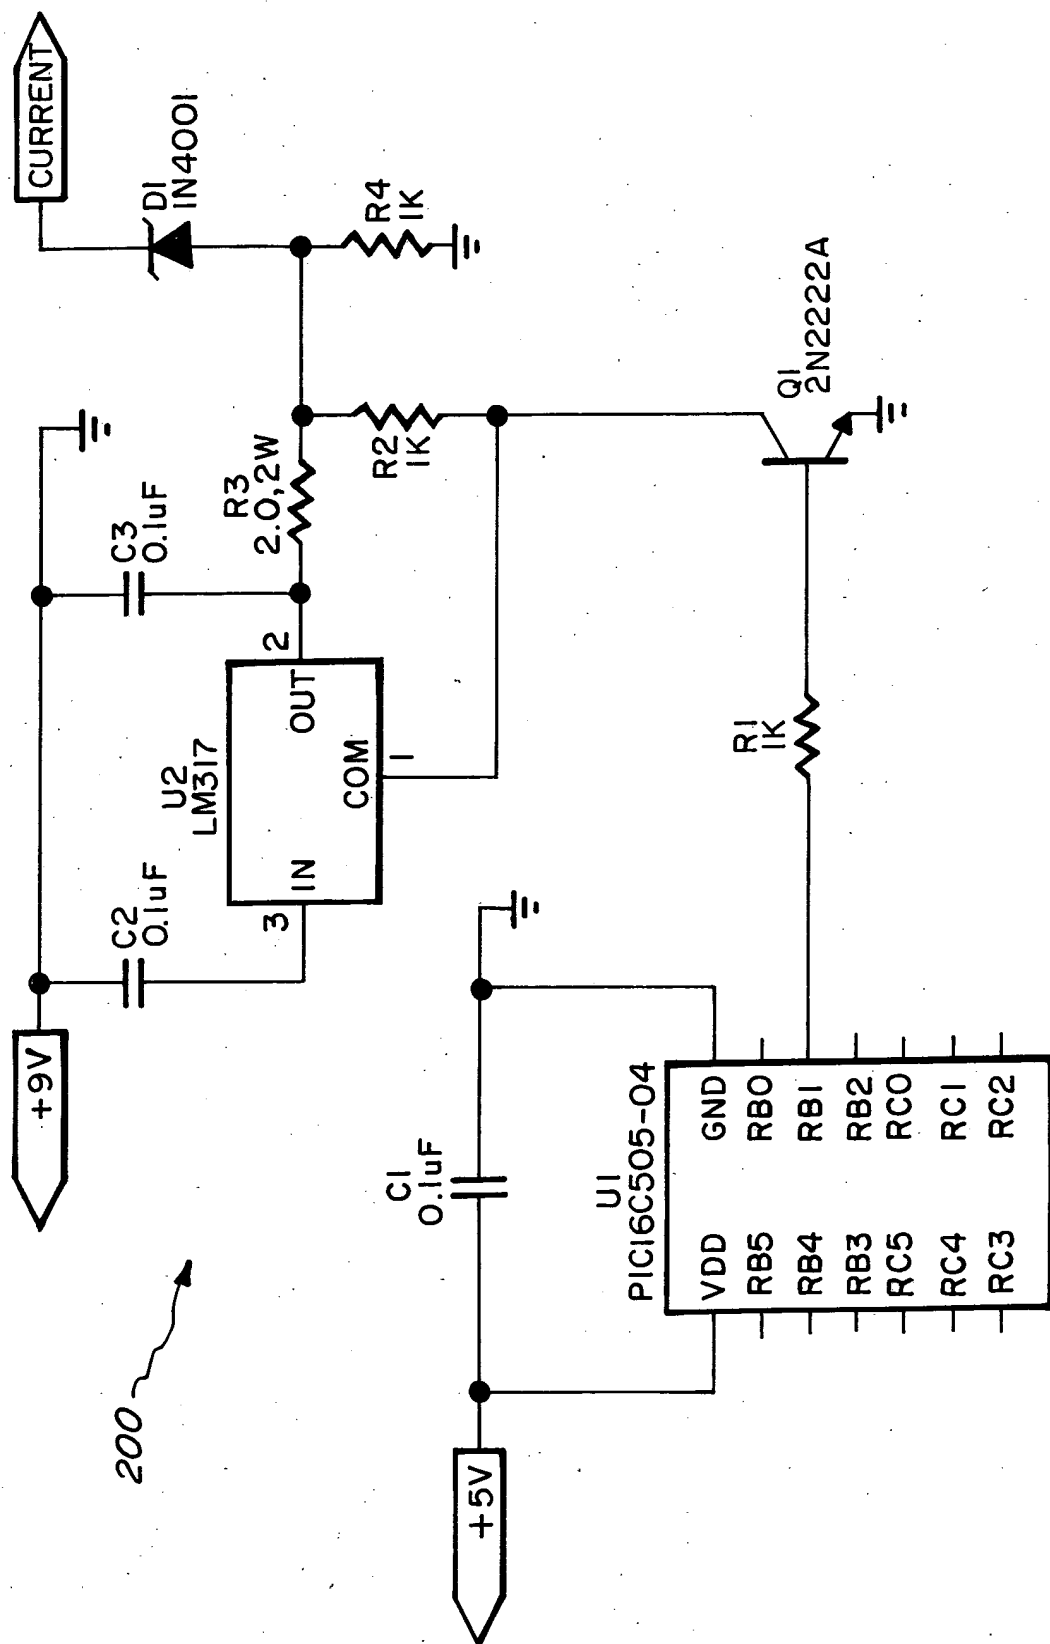 200
+9V
C2
0.1uF
C3
0.1uF
U2
LM317
3
IN
OUT
2
COM
1
R3
2.0,2W
R2
1K
D1
1N4001
CURRENT
R4
1K
+5V
C1
0.1uF
U1
PIC16C505-04
VDD
GND
RB5
RB0
RB4
RB1
RB3
RB2
RC5
RC0
RC4
RC1
RC3
RC2
R1
1K
Q1
2N2222A